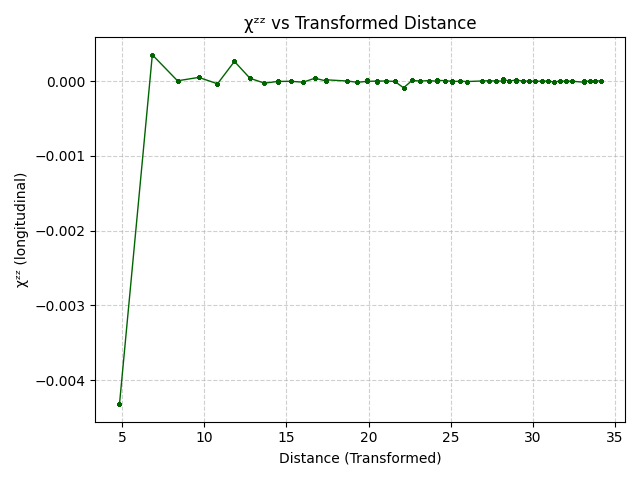 χᶻᶻ vs Transformed Distance
χᶻᶻ (longitudinal)
0.000
−0.001
−0.002
−0.003
−0.004
5 10 15 20 25 30 35
Distance (Transformed)